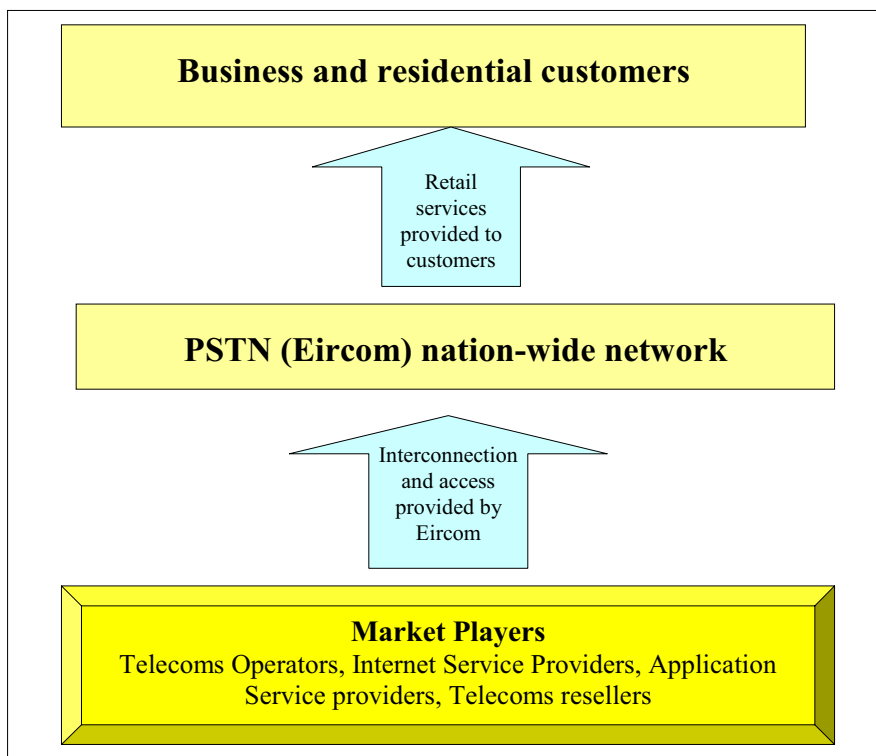 Business and residential customers
Retail
services
provided to
customers
PSTN (Eircom) nation-wide network
Interconnection
and access
provided by
Eircom
Market Players
Telecoms Operators, Internet Service Providers, Application
Service providers, Telecoms resellers